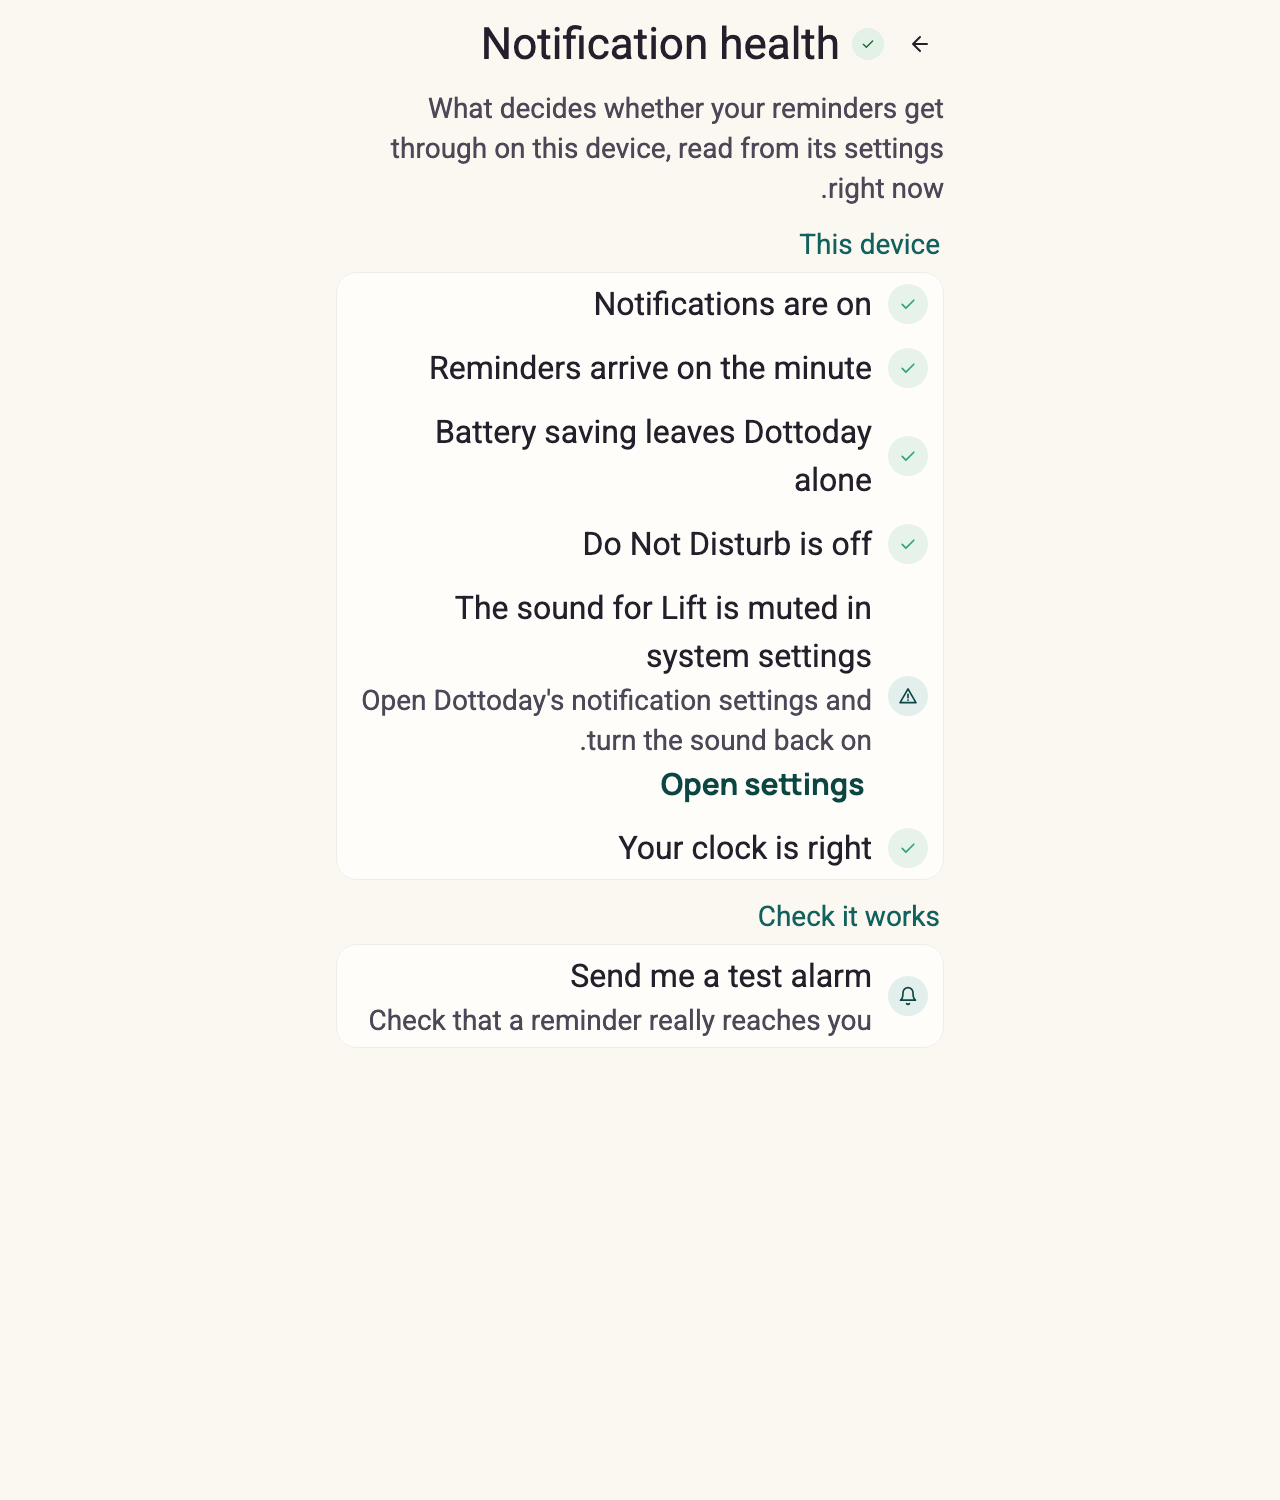 Notification health
What decides whether your reminders get
through on this device, read from its settings
.right now
This device
Notifications are on
Reminders arrive on the minute
Battery saving leaves Dottoday
alone
Do Not Disturb is off
The sound for Lift is muted in
system settings
Open Dottoday's notification settings and
.turn the sound back on
Open settings
Your clock is right
Check it works
Send me a test alarm
Check that a reminder really reaches you